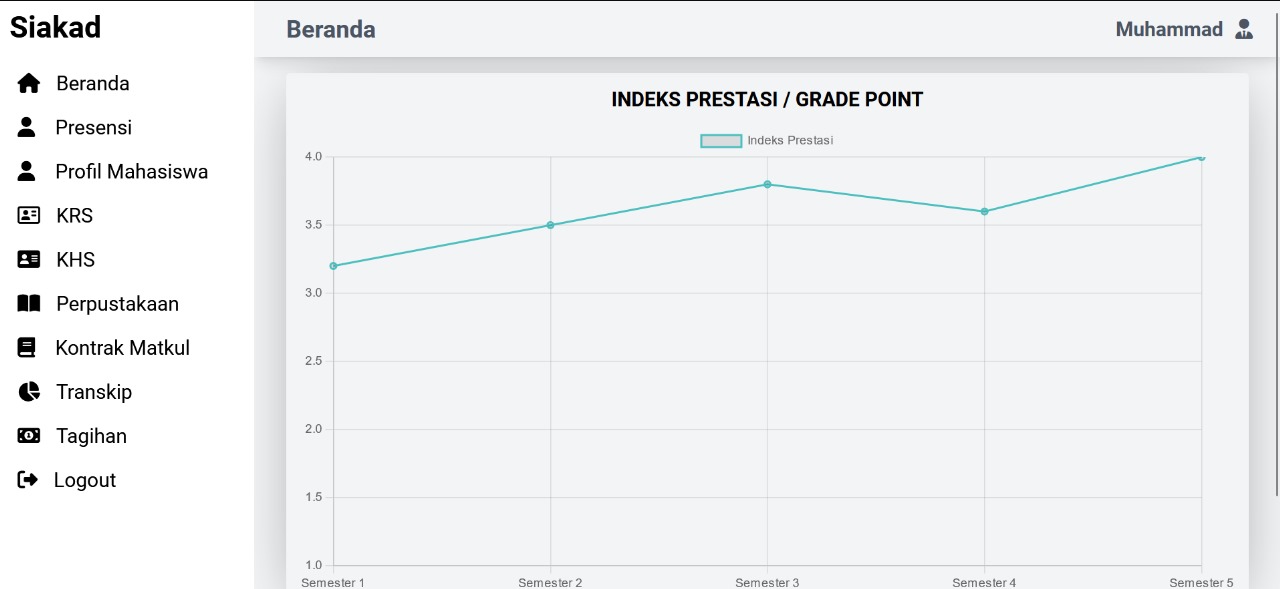 Siakad
Beranda
Presensi
Profil Mahasiswa
KRS
KHS
Perpustakaan
Kontrak Matkul
Transkip
Tagihan
Logout
Beranda
Muhammad
INDEKS PRESTASI / GRADE POINT
Indeks Prestasi
4.0
3.5
3.0
2.5
2.0
1.5
1.0
Semester 1 Semester 2 Semester 3 Semester 4 Semester 5